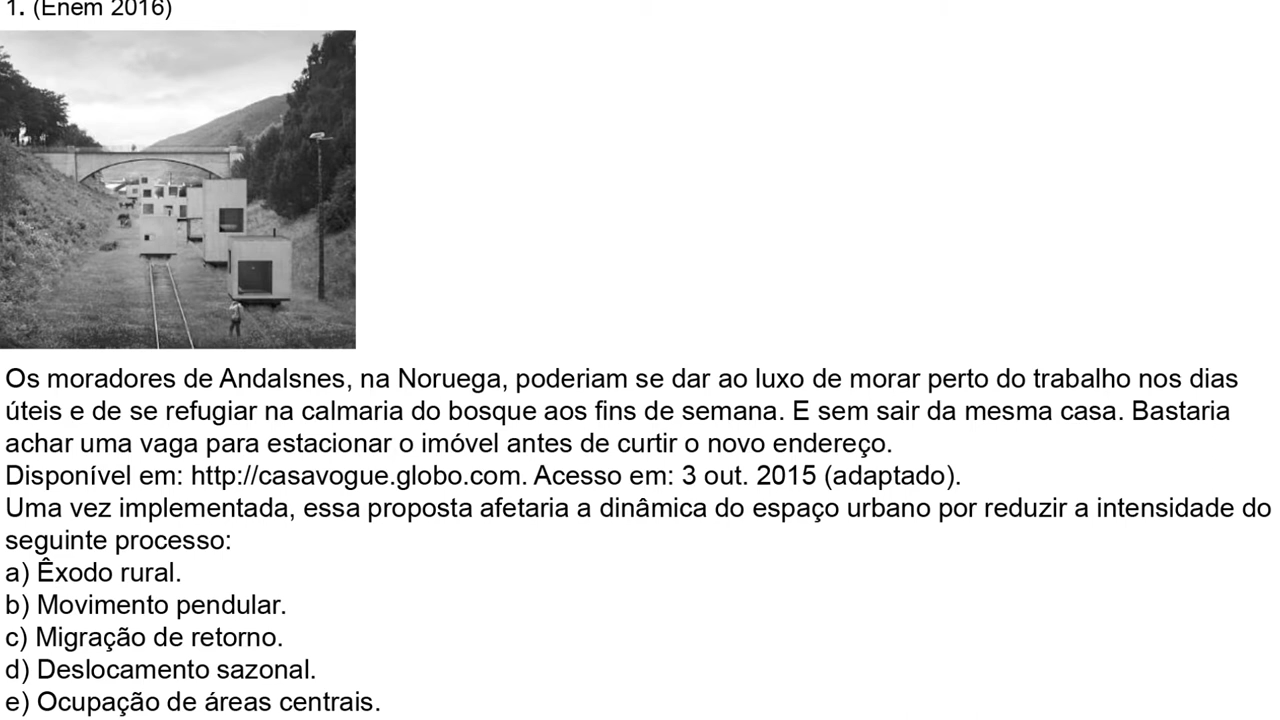 1. (Enem 2016)
Os moradores de Andalsnes, na Noruega, poderiam se dar ao luxo de morar perto do trabalho nos dias
úteis e de se refugiar na calmaria do bosque aos fins de semana. E sem sair da mesma casa. Bastaria
achar uma vaga para estacionar o imóvel antes de curtir o novo endereço.
Disponível em: http://casavogue.globo.com. Acesso em: 3 out. 2015 (adaptado).
Uma vez implementada, essa proposta afetaria a dinâmica do espaço urbano por reduzir a intensidade do
seguinte processo:
a) Êxodo rural.
b) Movimento pendular.
c) Migração de retorno.
d) Deslocamento sazonal.
e) Ocupação de áreas centrais.